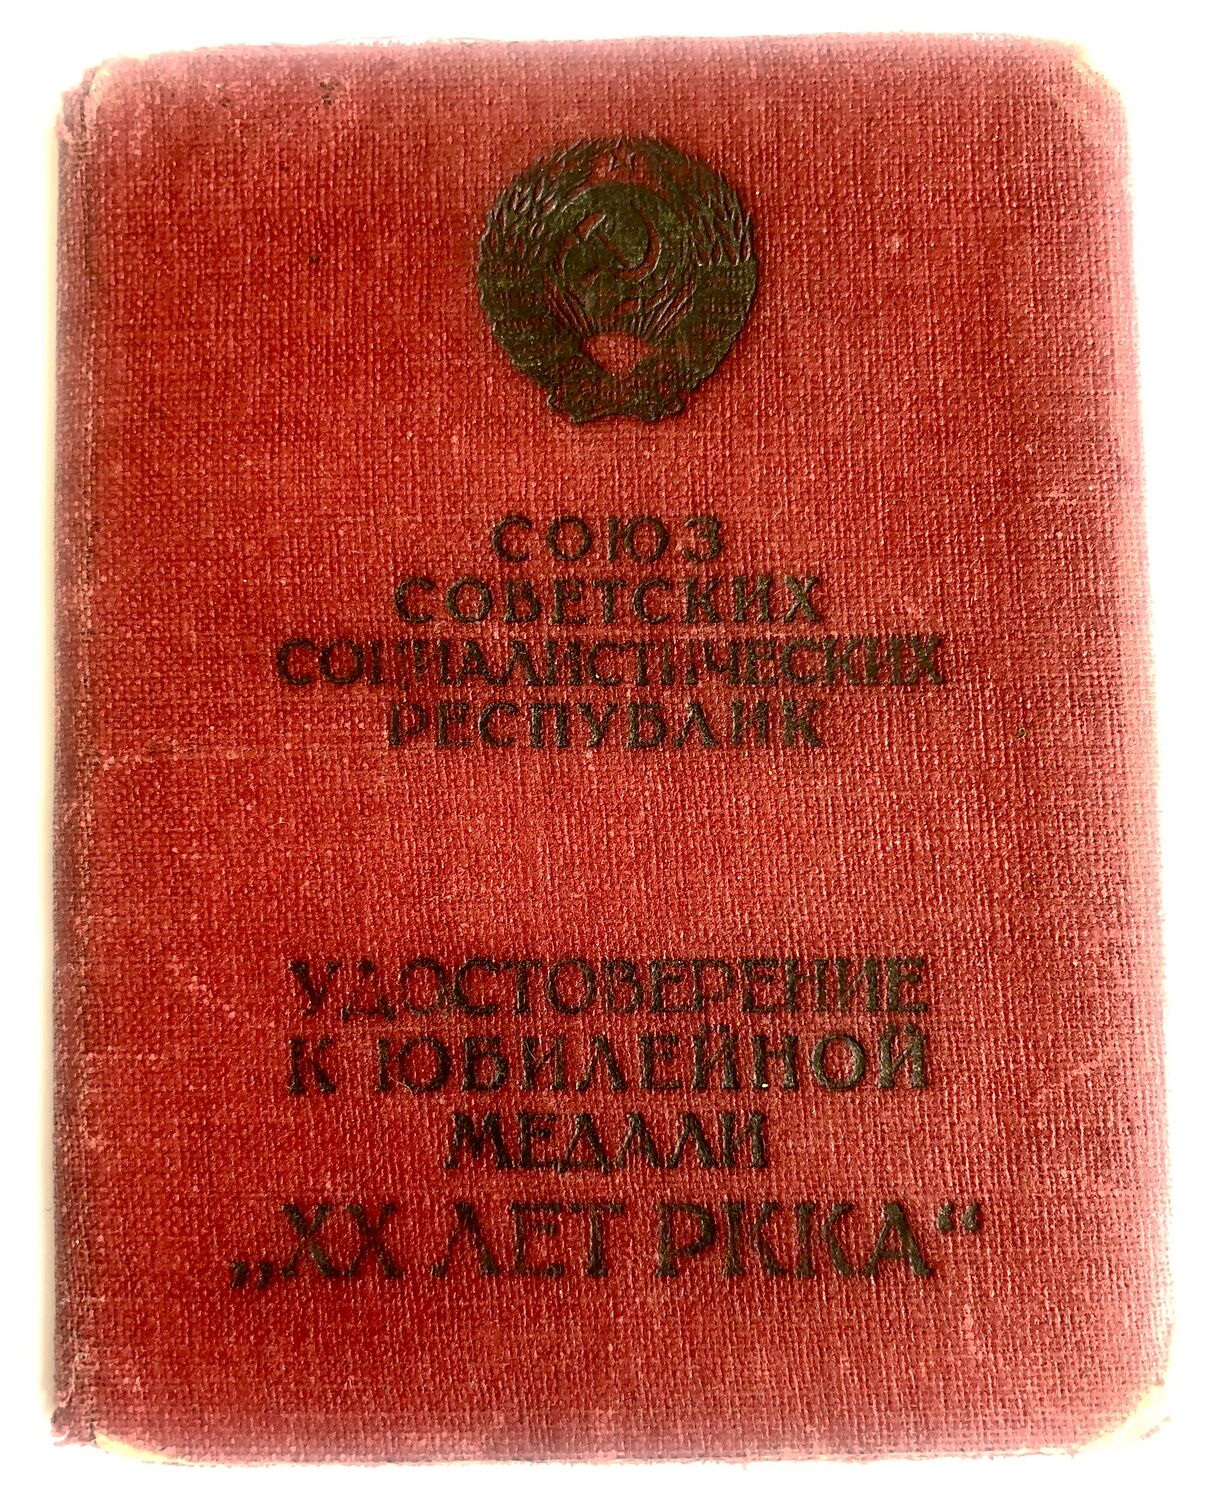 СОЮЗ
СОВЕТСКИХ
СОЦИАЛИСТИЧЕСКИХ
РЕСПУБЛИК
УДОСТОВЕРЕНИЕ
К ЮБИЛЕЙНОЙ
МЕДАЛИ
„XX ЛЕТ РККА“